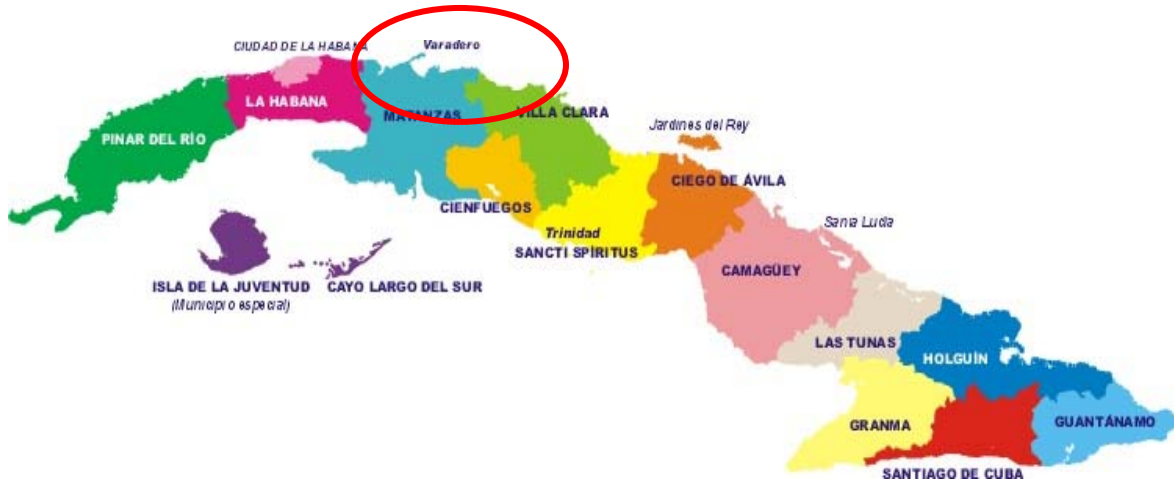 CIUDAD DE LA HABANA
Varadero
LA HABANA
MATANZAS
VILLA CLARA
PINAR DEL RÍO
Jardines del Rey
CIEGO DE ÁVILA
CIENFUEGOS
Trinidad
SANCTI SPÍRITUS
Santa Lucia
CAMAGÜEY
ISLA DE LA JUVENTUD
(Municipio especial)
CAYO LARGO DEL SUR
LAS TUNAS
HOLGUÍN
GRANMA
GUANTÁNAMO
SANTIAGO DE CUBA